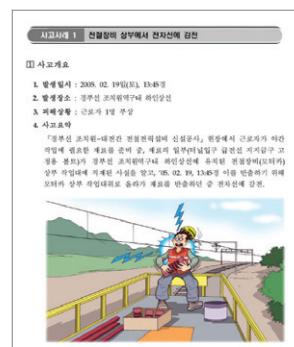 사고사례 1 전철장비 상부에서 전차선에 감전
1 사고개요
1. 발생일시 : 2005. 02. 19일(토), 13:45경
2. 발생장소 : 경부선 조치원역구내 하인상선
3. 피해상황 : 근로자 1명 부상
4. 사고요약
『경부선 조치원~대전간 전철전력설비 신설공사』 현장에서 근로자가 야간
작업에 필요한 재료를 준비 중, 재료의 일부(터널입구 급전선 지지금구 고
정용 볼트)가 경부선 조치원역구내 하인상선에 유치된 전철장비(모터카)
상부 작업대에 적재된 사실을 알고, '05. 02. 19, 13:45경 이를 반출하기 위해
모터카 상부 작업대위로 올라가 재료를 반출하던 중 전차선에 감전.